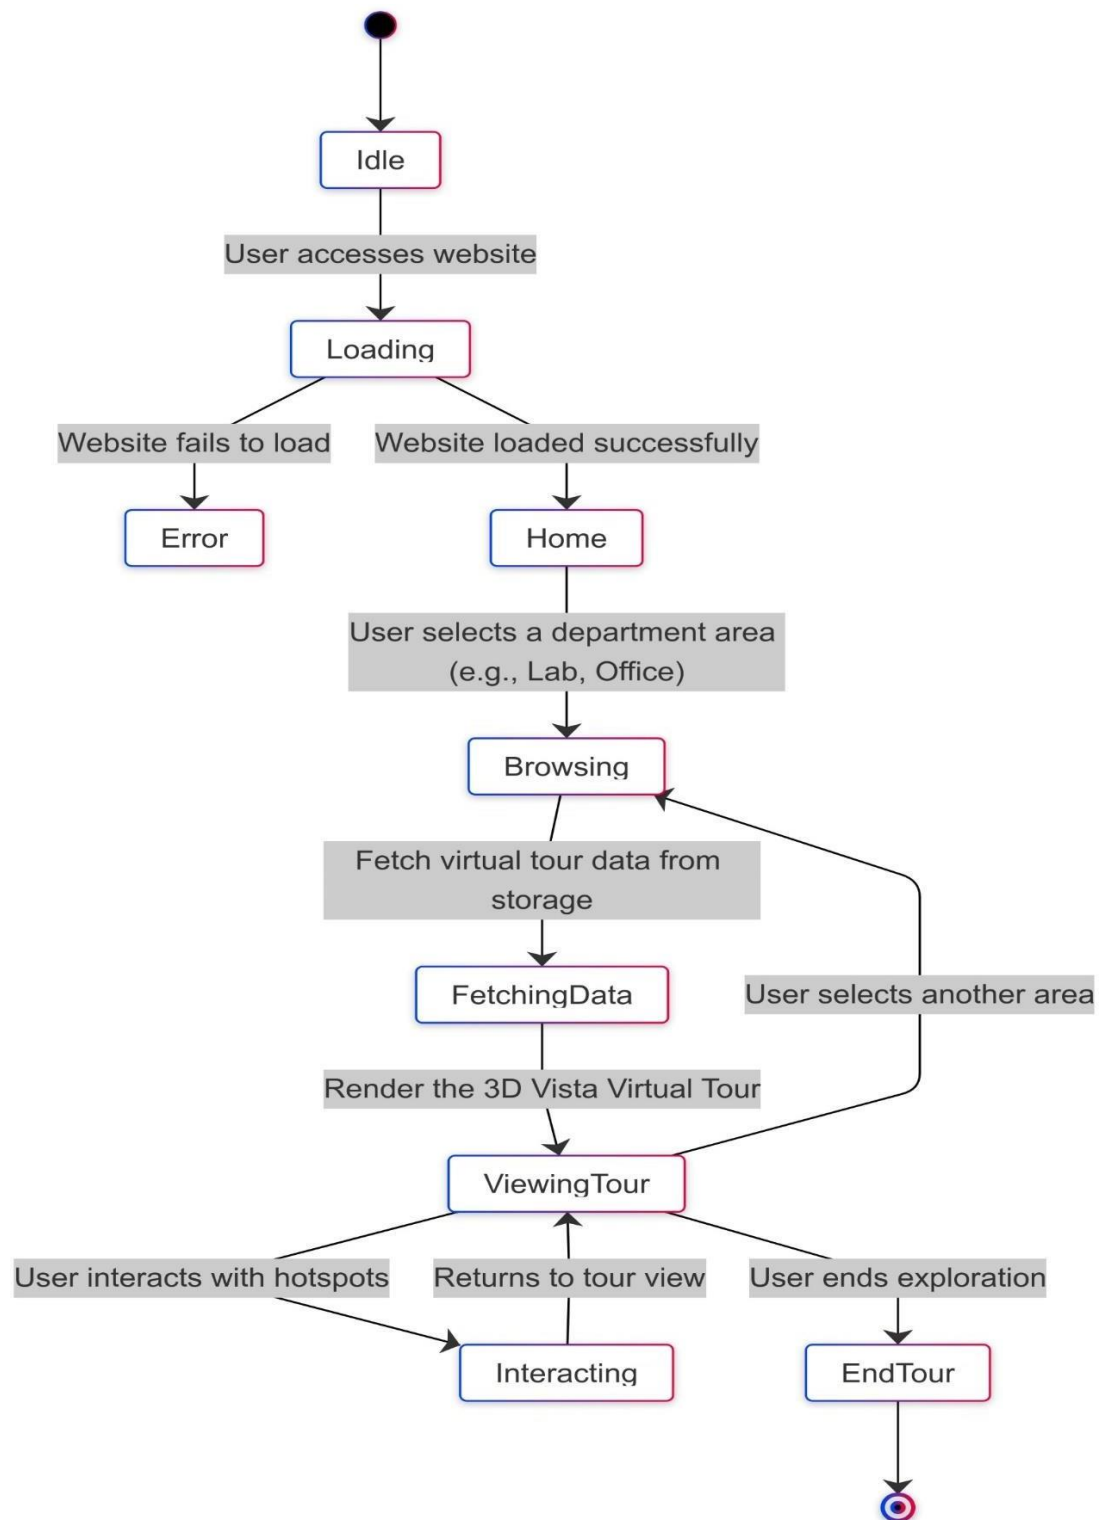 Idle
User accesses website
Loading
Website fails to load
Website loaded successfully
Error
Home
User selects a department area
(e.g., Lab, Office)
Browsing
Fetch virtual tour data from
storage
FetchingData
User selects another area
Render the 3D Vista Virtual Tour
ViewingTour
User interacts with hotspots
Returns to tour view
User ends exploration
Interacting
EndTour